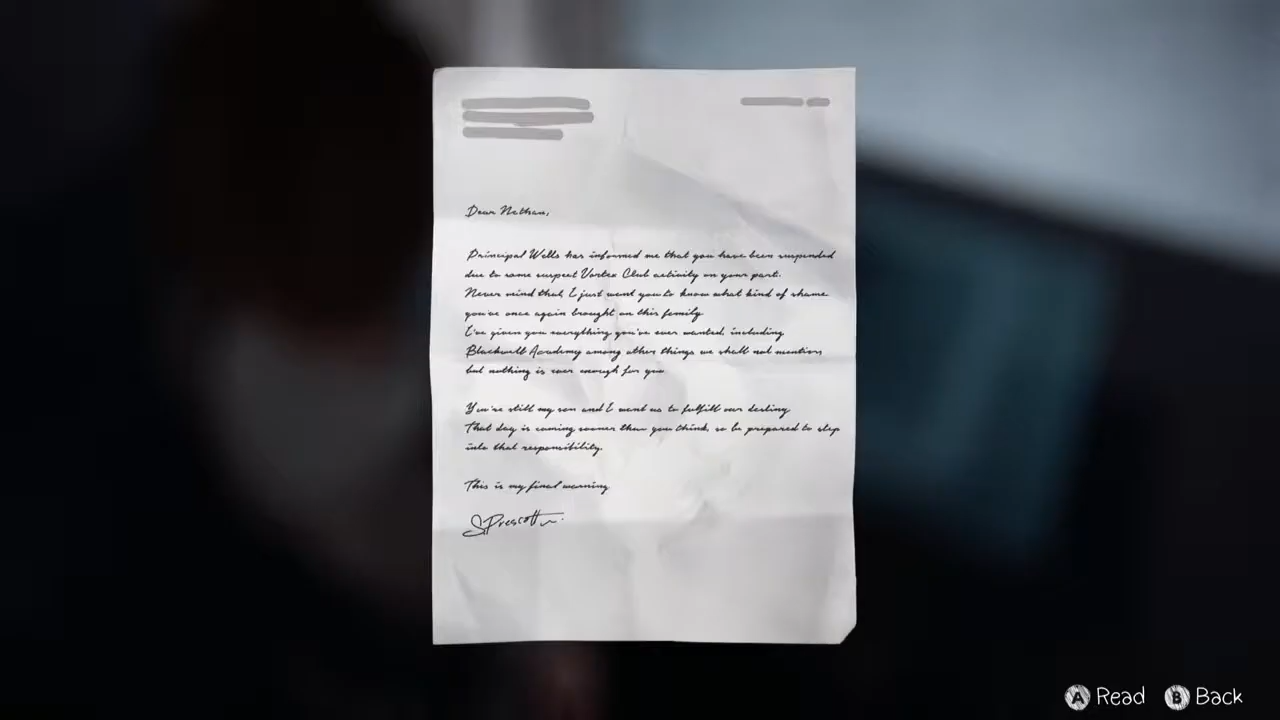 Dear Nathan,
Principal Wells has informed me that you have been suspended
due to some suspect Vortex Club activity on your part.
Never mind that, I just want you to know what kind of shame
you've once again brought on this family
I've given you everything you've ever wanted, including
Blackwell Academy among other things we shall not mention
but nothing is ever enough for you
You're still my son and I want us to fulfill our destiny
That day is coming sooner than you think, so be prepared to step
into that responsibility.
This is my final warning
SPrescott
A Read B Back